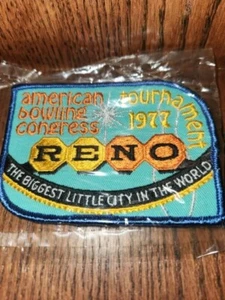 american
bowling
congress
tournament
1977
RENO
THE BIGGEST LITTLE CITY IN THE WORLD